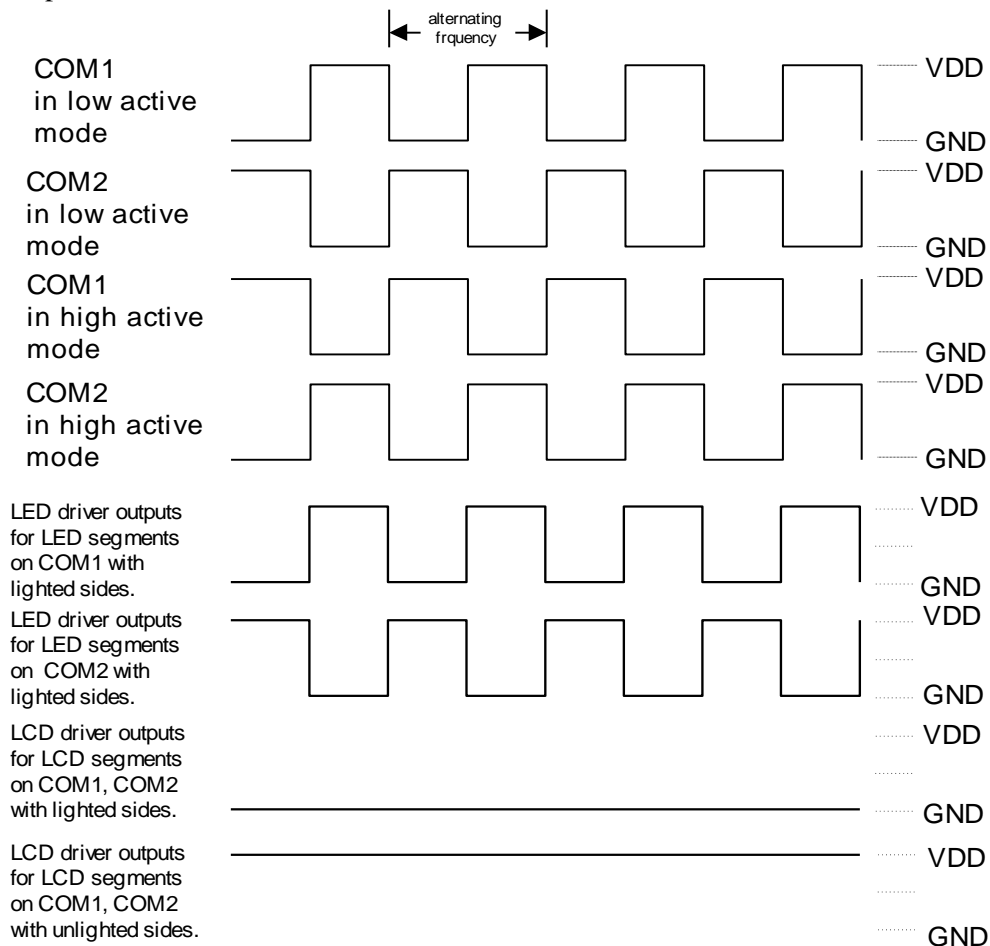 alternating
frquency
COM1
in low active
mode
VDD
GND
COM2
in low active
mode
VDD
GND
COM1
in high active
mode
VDD
GND
COM2
in high active
mode
VDD
GND
LED driver outputs
for LED segments
on COM1 with
lighted sides.
VDD
GND
LED driver outputs
for LED segments
on COM2 with
lighted sides.
VDD
GND
LCD driver outputs
for LCD segments
on COM1, COM2
with lighted sides.
VDD
GND
LCD driver outputs
for LCD segments
on COM1, COM2
with unlighted sides.
VDD
GND